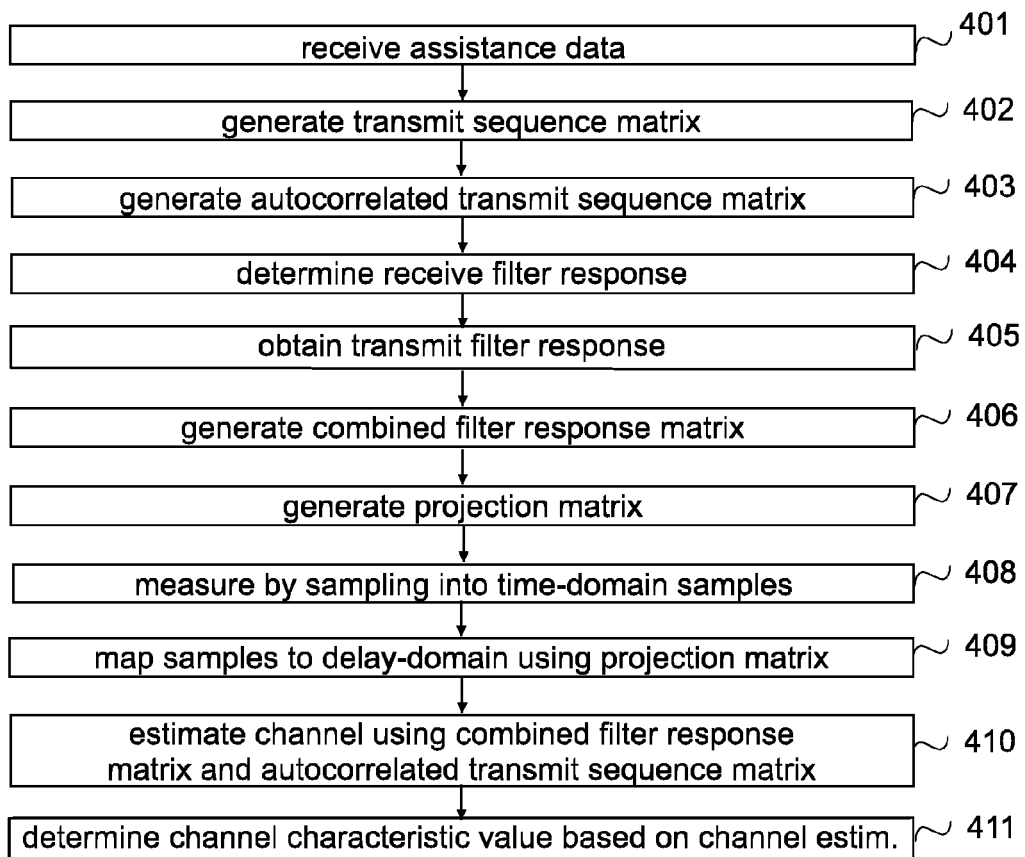 receive assistance data 401
generate transmit sequence matrix 402
generate autocorrelated transmit sequence matrix 403
determine receive filter response 404
obtain transmit filter response 405
generate combined filter response matrix 406
generate projection matrix 407
measure by sampling into time-domain samples 408
map samples to delay-domain using projection matrix 409
estimate channel using combined filter response
matrix and autocorrelated transmit sequence matrix 410
determine channel characteristic value based on channel estim. 411